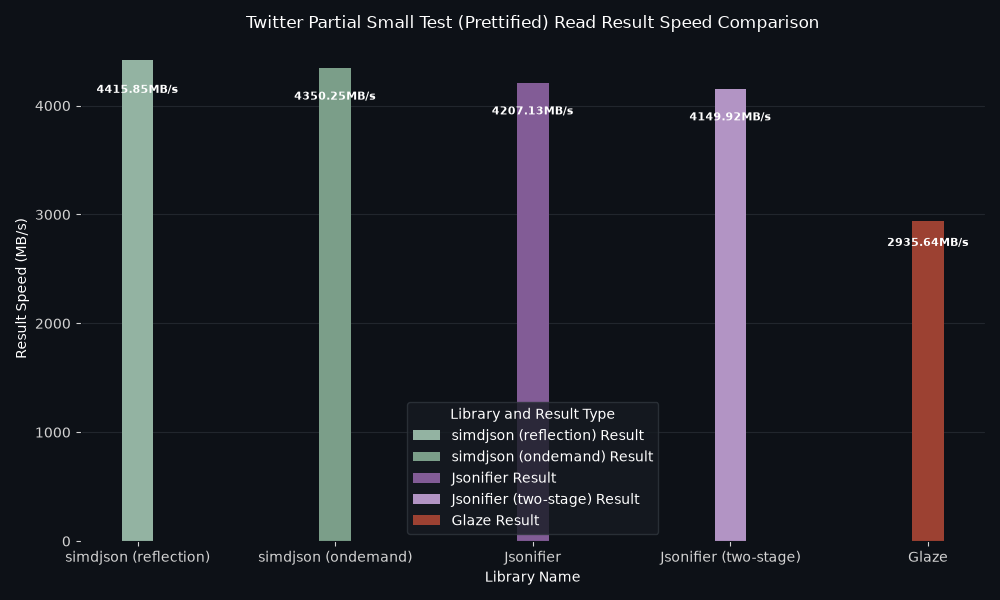 Twitter Partial Small Test (Prettified) Read Result Speed Comparison
Result Speed (MB/s)
4000
3000
2000
1000
0
4415.85MB/s
4350.25MB/s
4207.13MB/s
4149.92MB/s
2935.64MB/s
Library and Result Type
simdjson (reflection) Result
simdjson (ondemand) Result
Jsonifier Result
Jsonifier (two-stage) Result
Glaze Result
simdjson (reflection)
simdjson (ondemand)
Jsonifier
Jsonifier (two-stage)
Glaze
Library Name